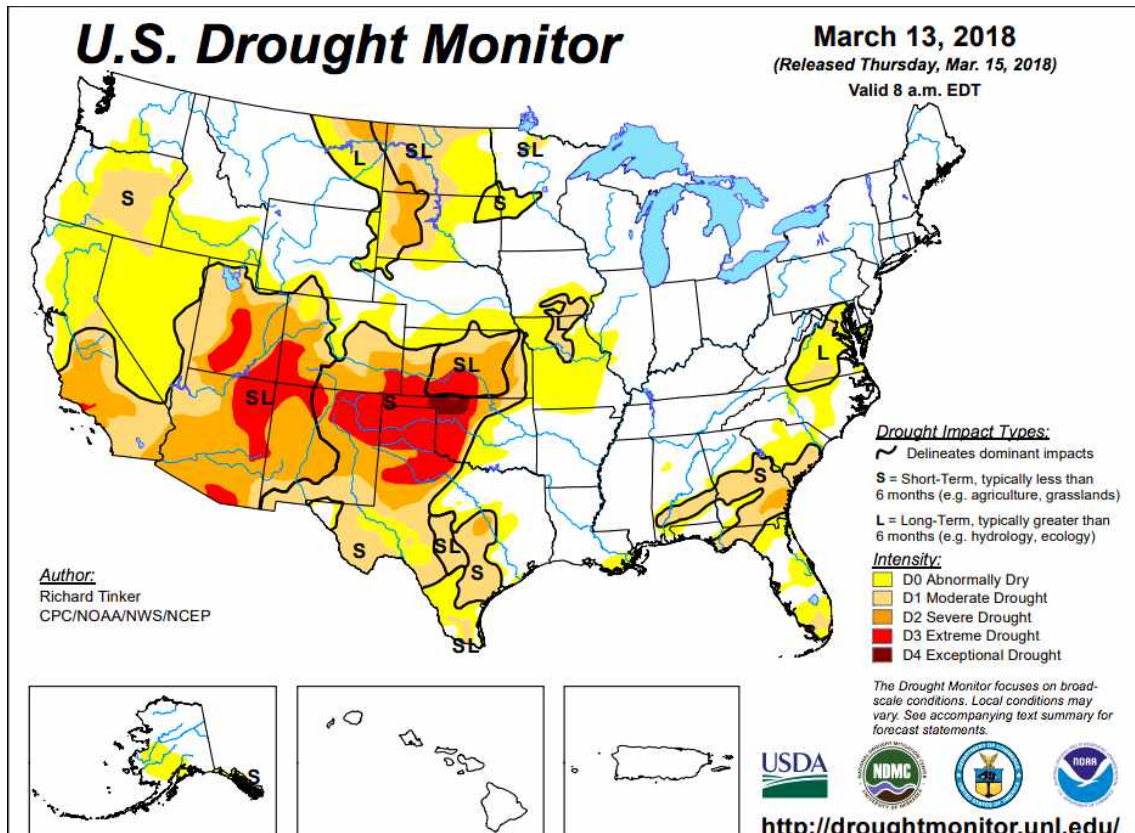 U.S. Drought Monitor
March 13, 2018
(Released Thursday, Mar. 15, 2018)
Valid 8 a.m. EDT
L
SL
SL
S
S
L
SL
L
SL
S
S
S
SL
S
SL
S
S
Drought Impact Types:
Delineates dominant impacts
S = Short-Term, typically less than
6 months (e.g. agriculture, grasslands)
L = Long-Term, typically greater than
6 months (e.g. hydrology, ecology)
Intensity:
D0 Abnormally Dry
D1 Moderate Drought
D2 Severe Drought
D3 Extreme Drought
D4 Exceptional Drought
Author:
Richard Tinker
CPC/NOAA/NWS/NCEP
The Drought Monitor focuses on broad-
scale conditions. Local conditions may
vary. See accompanying text summary for
forecast statements.
USDA
NDMC
NOAA
http://droughtmonitor.unl.edu/